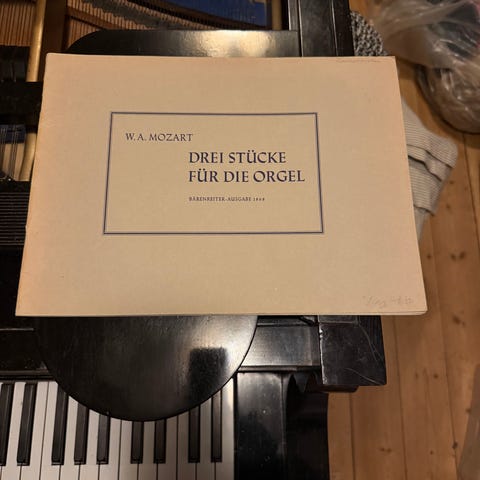 W. A. MOZART
DREI STÜCKE
FÜR DIE ORGEL
BÄRENREITER-AUSGABE 1868